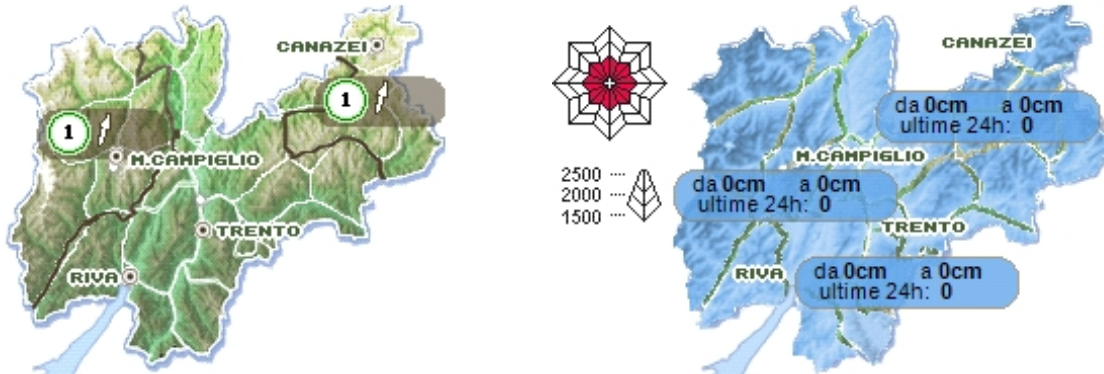 CANAZEI
1
1
M.CAMPIGLIO
TRENTO
RIVA
2500
2000
1500
CANAZEI
da 0cm a 0cm
ultime 24h: 0
M.CAMPIGLIO
da 0cm a 0cm
ultime 24h: 0
TRENTO
RIVA
da 0cm a 0cm
ultime 24h: 0